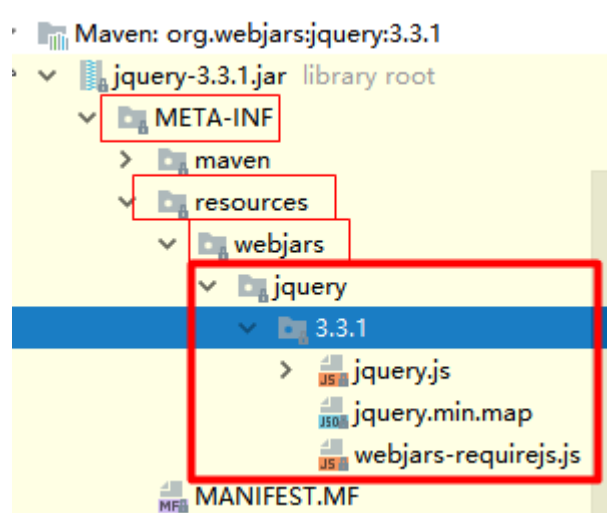 Maven: org.webjars:jquery:3.3.1
jquery-3.3.1.jar library root
META-INF
maven
resources
webjars
jquery
3.3.1
jquery.js
jquery.min.map
webjars-requirejs.js
MANIFEST.MF